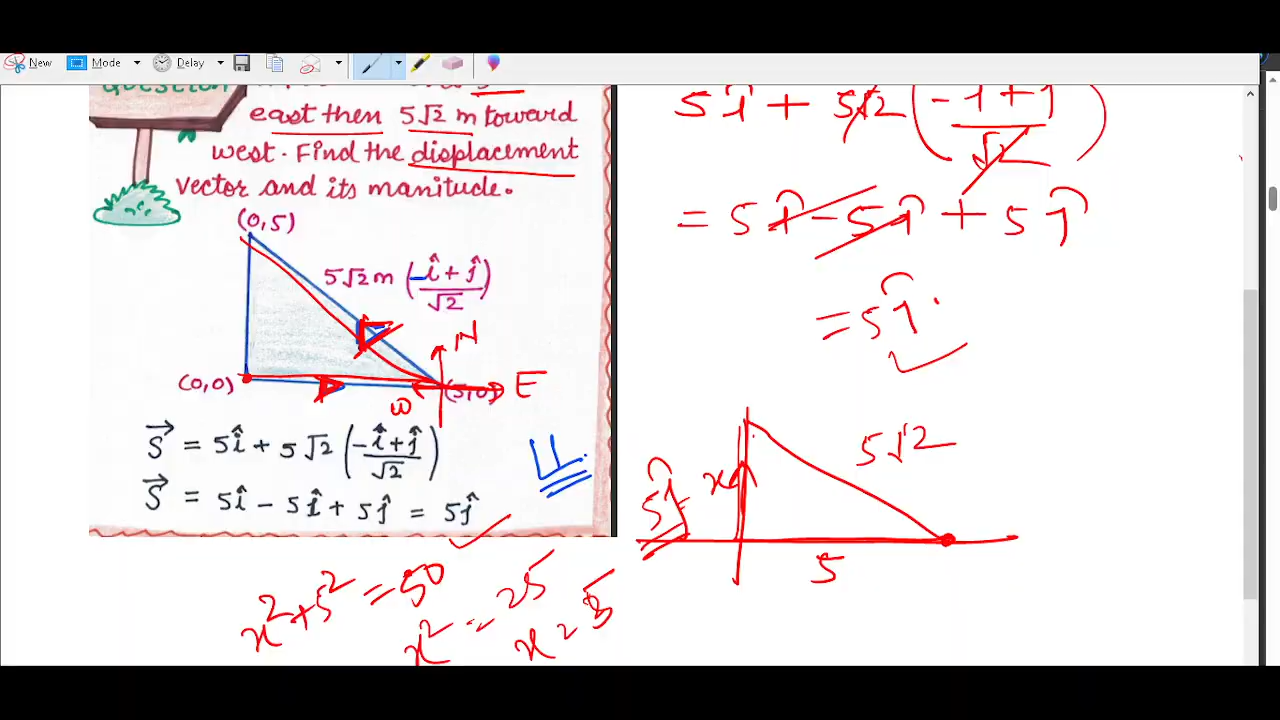 New Mode Delay
Question
east then 5√2 m toward
west. Find the displacement
vector and its manitude.
(0,5)
5√2 m (-î + ĵ)/√2
(0,0)
(5,0)
N
E
W
S⃗ = 5î + 5√2 (-î + ĵ)/√2
S⃗ = 5î - 5î + 5ĵ = 5ĵ
x² + 5² = 50
x² = 25
x = 5
5î + 5√2 (-î + ĵ)/√2
= 5î - 5î + 5ĵ
= 5ĵ
5√2
x
5ĵ
5